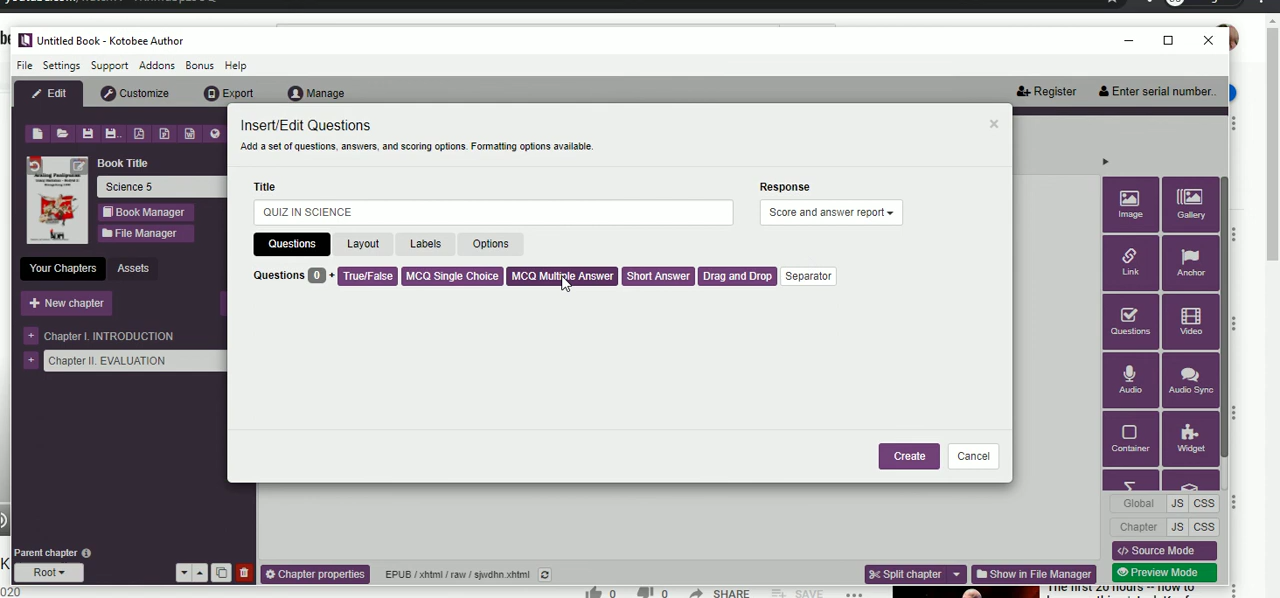 Untitled Book - Kotobee Author
File Settings Support Addons Bonus Help
Edit Customize Export Manage Register Enter serial number..
Insert/Edit Questions
Add a set of questions, answers, and scoring options. Formatting options available.
Book Title
Science 5
Book Manager
File Manager
Your Chapters Assets
+ New chapter
+ Chapter I. INTRODUCTION
+ Chapter II. EVALUATION
Title Response
QUIZ IN SCIENCE Score and answer report
Questions Layout Labels Options
Questions 0 + True/False MCQ Single Choice MCQ Multiple Answer Short Answer Drag and Drop Separator
Create Cancel
Image Gallery
Link Anchor
Questions Video
Audio Audio Sync
Container Widget
Global JS CSS
Chapter JS CSS
</> Source Mode
Preview Mode
Parent chapter
Root
Chapter properties EPUB / xhtml / raw / sjwdhn.xhtml Split chapter Show in File Manager
0 0 SHARE SAVE